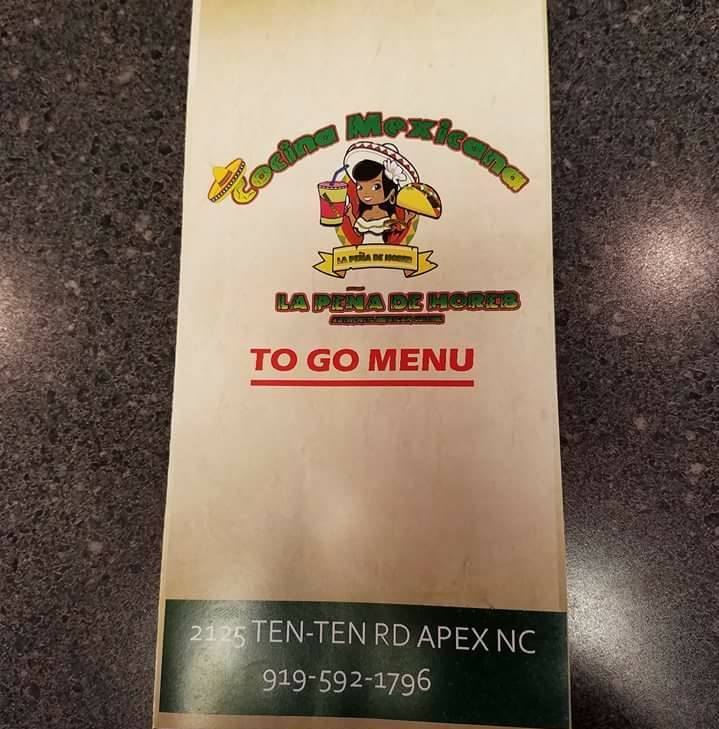 Cocina Mexicana
LA PEÑA DE HOREB
LA PEÑA DE HOREB
TO GO MENU
2125 TEN-TEN RD APEX NC
919-592-1796